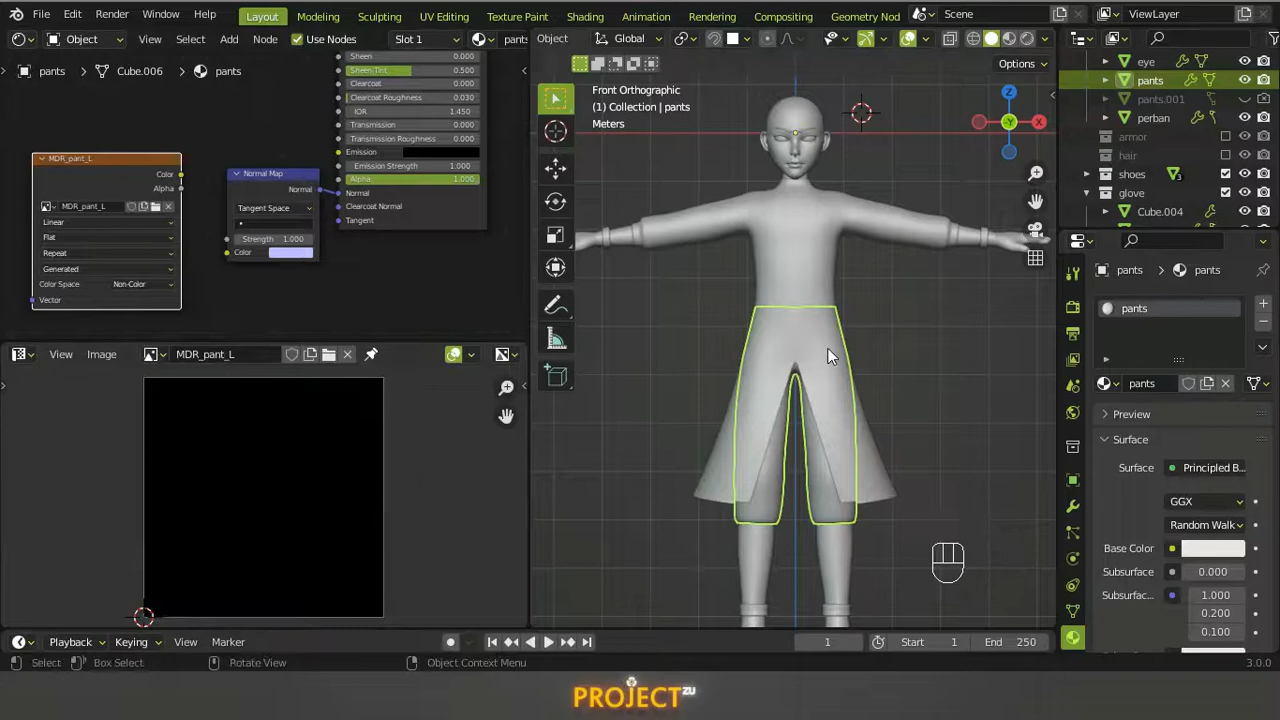 File Edit Render Window Help Layout Modeling Sculpting UV Editing Texture Paint Shading Animation Rendering Compositing Geometry Nod Scene ViewLayer
Object View Select Add Node Use Nodes Slot 1 pants
Object Global
Options
pants Cube.006 pants
Sheen 0.000
Sheen Tint 0.500
Clearcoat 0.000
Clearcoat Roughness 0.030
IOR 1.450
Transmission 0.000
Transmission Roughness 0.000
Emission
Emission Strength 1.000
Alpha 1.000
Normal
Clearcoat Normal
Tangent
MDR_pant_L
Color
Alpha
MDR_pant_L
Linear
Flat
Repeat
Generated
Color Space Non-Color
Vector
Normal Map
Normal
Tangent Space
Strength 1.000
Color
Front Orthographic
(1) Collection | pants
Meters
Z
-Y
X
eye
pants
pants.001
perban
armor
hair
shoes 3
glove
Cube.004
pants pants
pants
pants
Preview
Surface
Surface Principled B...
GGX
Random Walk
Base Color
Subsurface 0.000
Subsurfac... 1.000
0.200
0.100
View Image MDR_pant_L
Playback Keying View Marker 1 Start 1 End 250
Select Box Select Rotate View Object Context Menu 3.0.0
PROJECT ZU